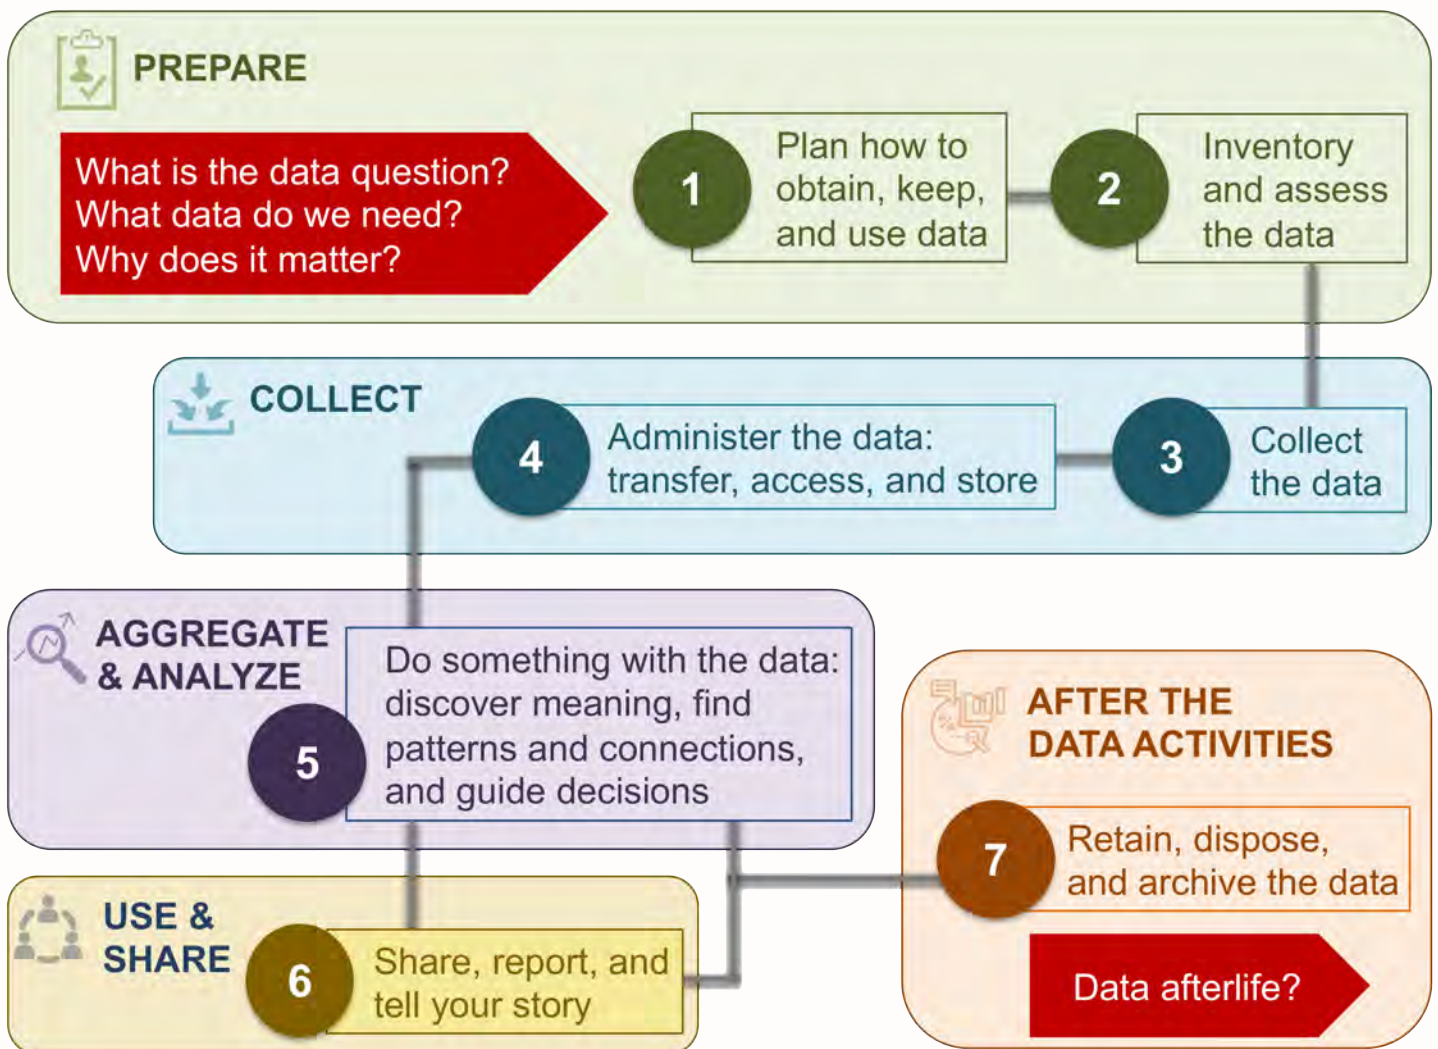 PREPARE
What is the data question?
What data do we need?
Why does it matter?
1
Plan how to
obtain, keep,
and use data
2
Inventory
and assess
the data
COLLECT
3
Collect
the data
4
Administer the data:
transfer, access, and store
AGGREGATE
& ANALYZE
5
Do something with the data:
discover meaning, find
patterns and connections,
and guide decisions
USE &
SHARE
6
Share, report, and
tell your story
AFTER THE
DATA ACTIVITIES
7
Retain, dispose,
and archive the data
Data afterlife?